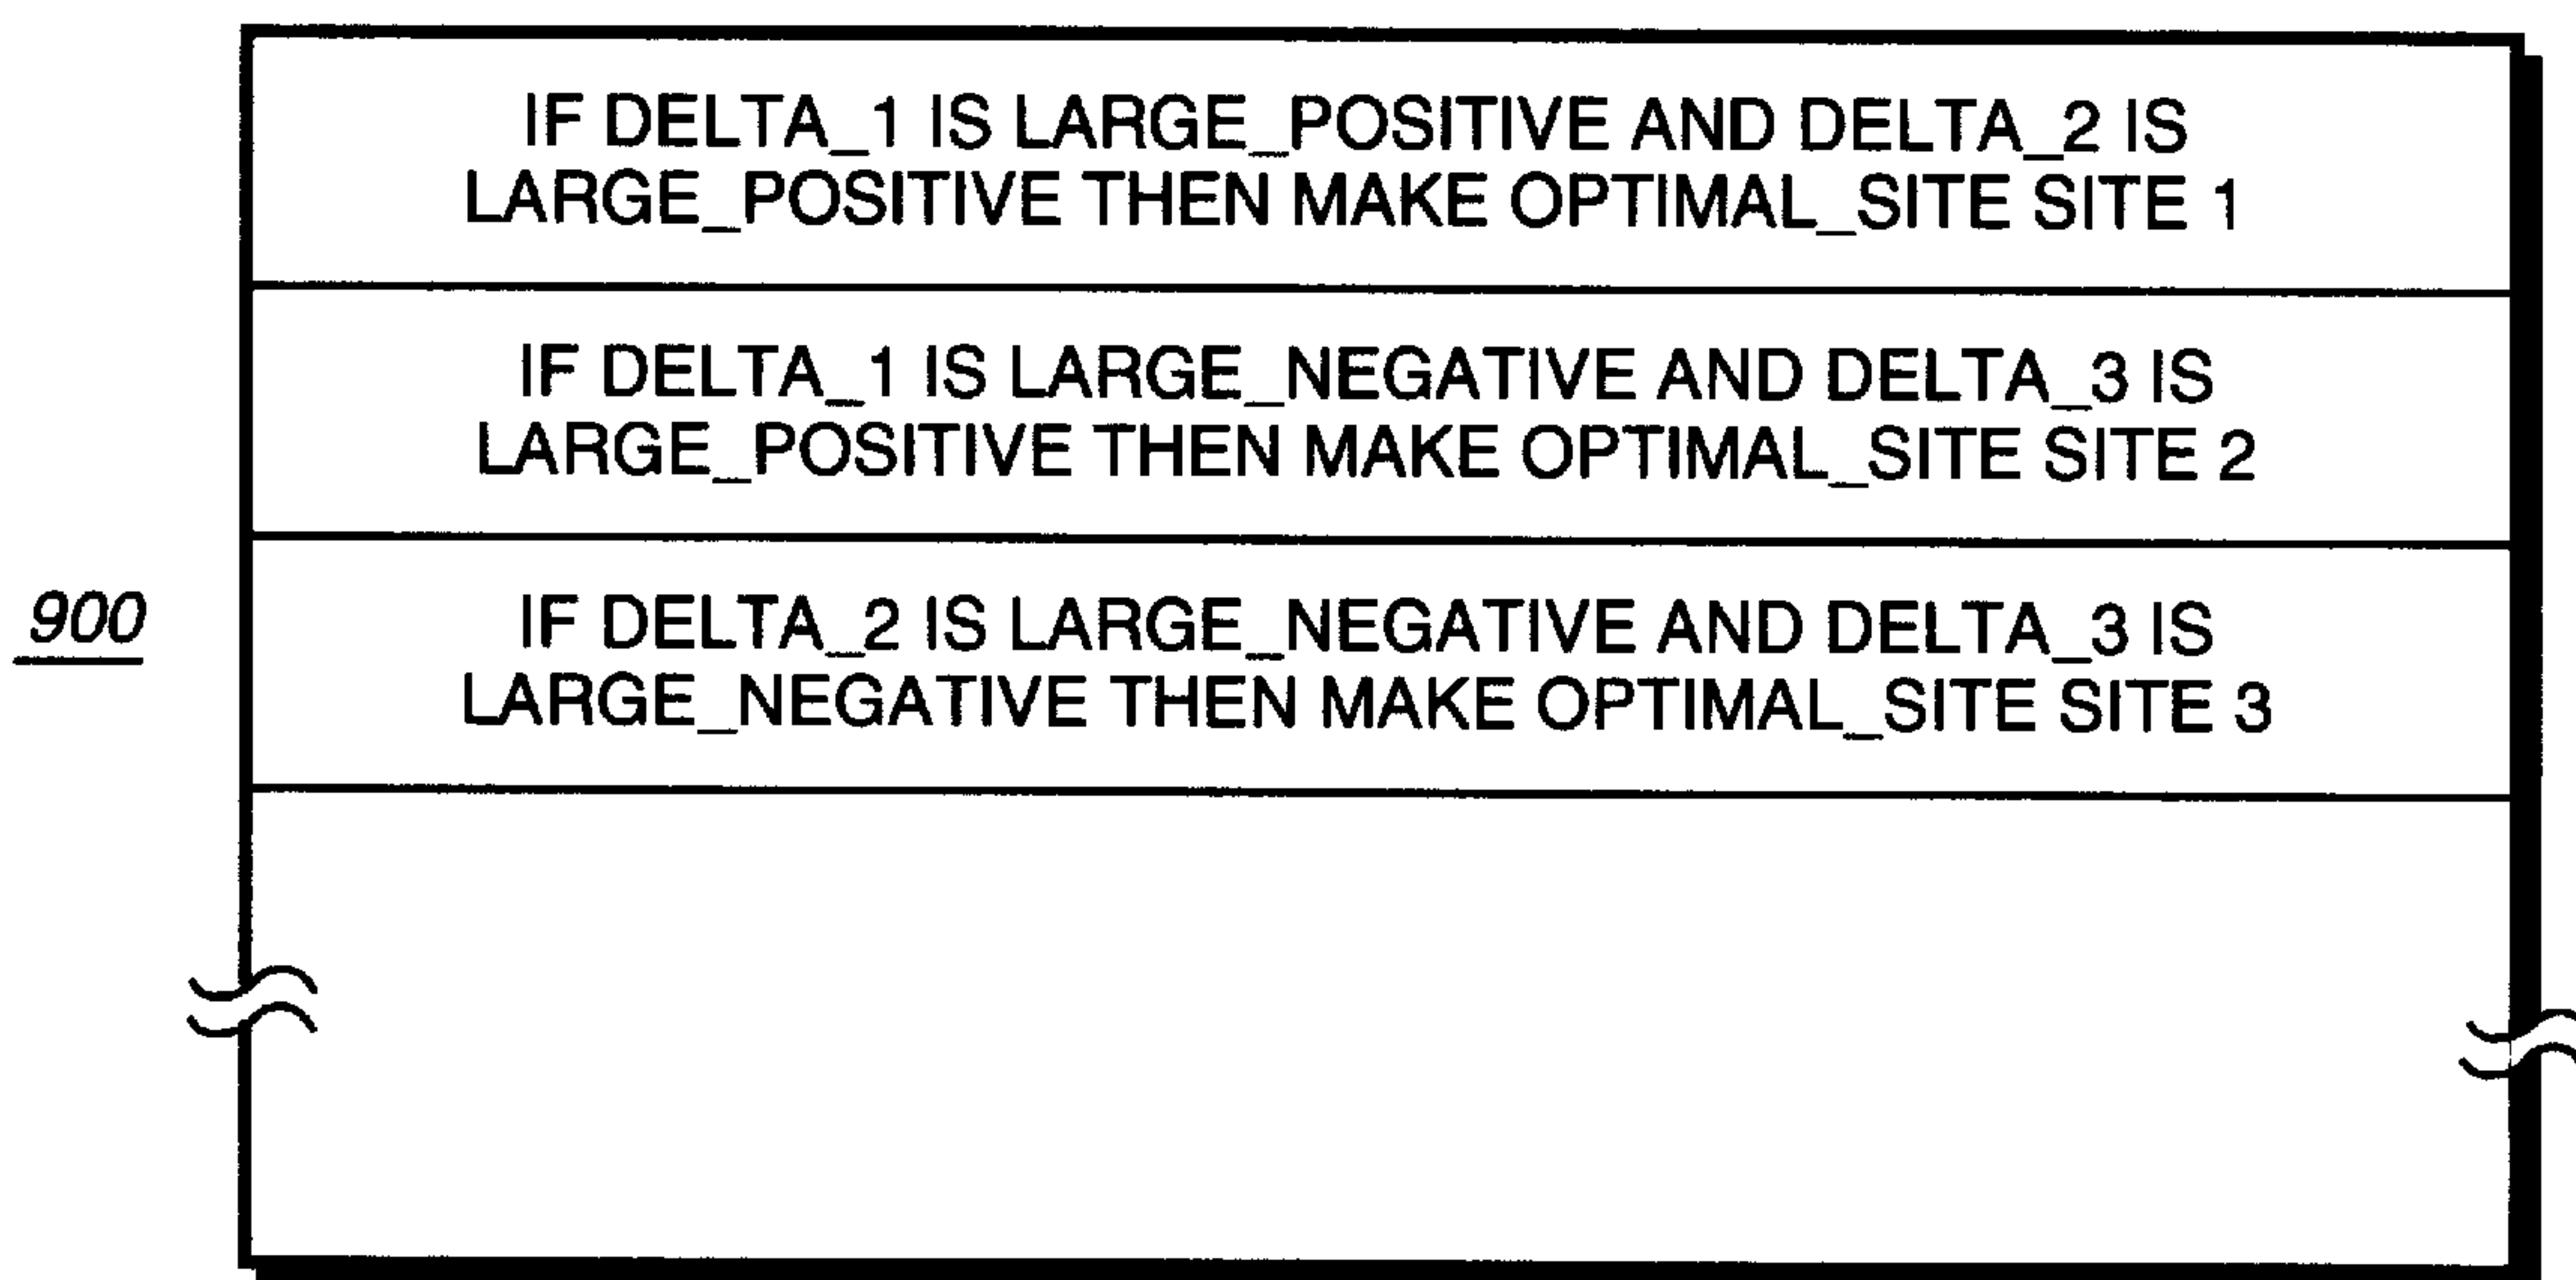 IF DELTA_1 IS LARGE_POSITIVE AND DELTA_2 IS
LARGE_POSITIVE THEN MAKE OPTIMAL_SITE SITE 1
IF DELTA_1 IS LARGE_NEGATIVE AND DELTA_3 IS
LARGE_POSITIVE THEN MAKE OPTIMAL_SITE SITE 2
900
IF DELTA_2 IS LARGE_NEGATIVE AND DELTA_3 IS
LARGE_NEGATIVE THEN MAKE OPTIMAL_SITE SITE 3